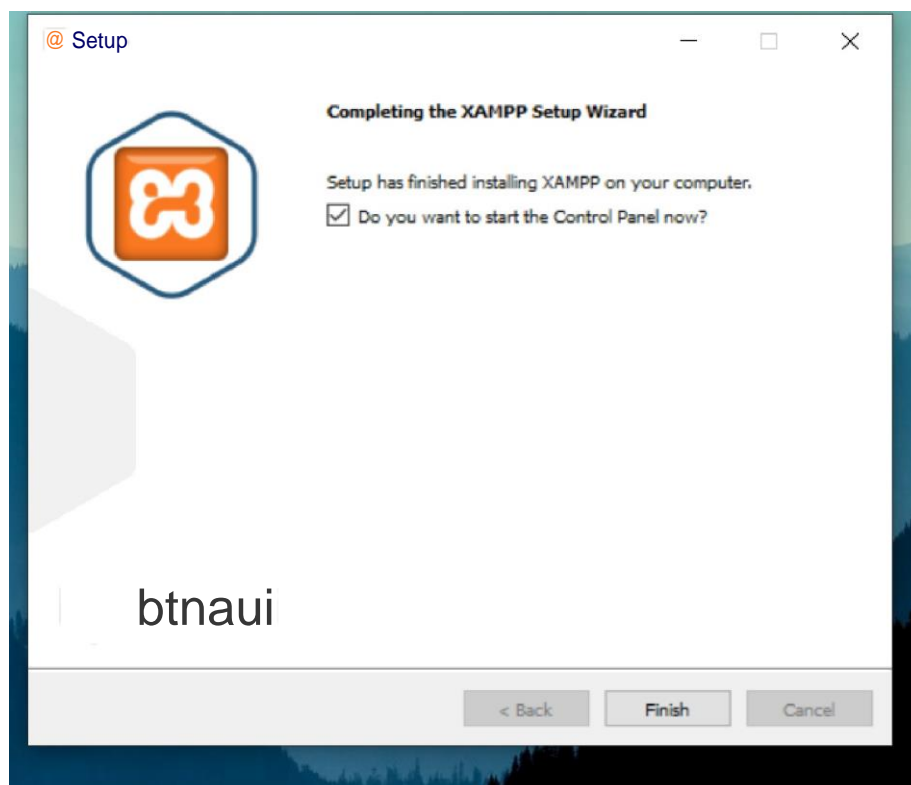 @ Setup
Completing the XAMPP Setup Wizard
Setup has finished installing XAMPP on your computer.
Do you want to start the Control Panel now?
btnaui
< Back Finish Cancel